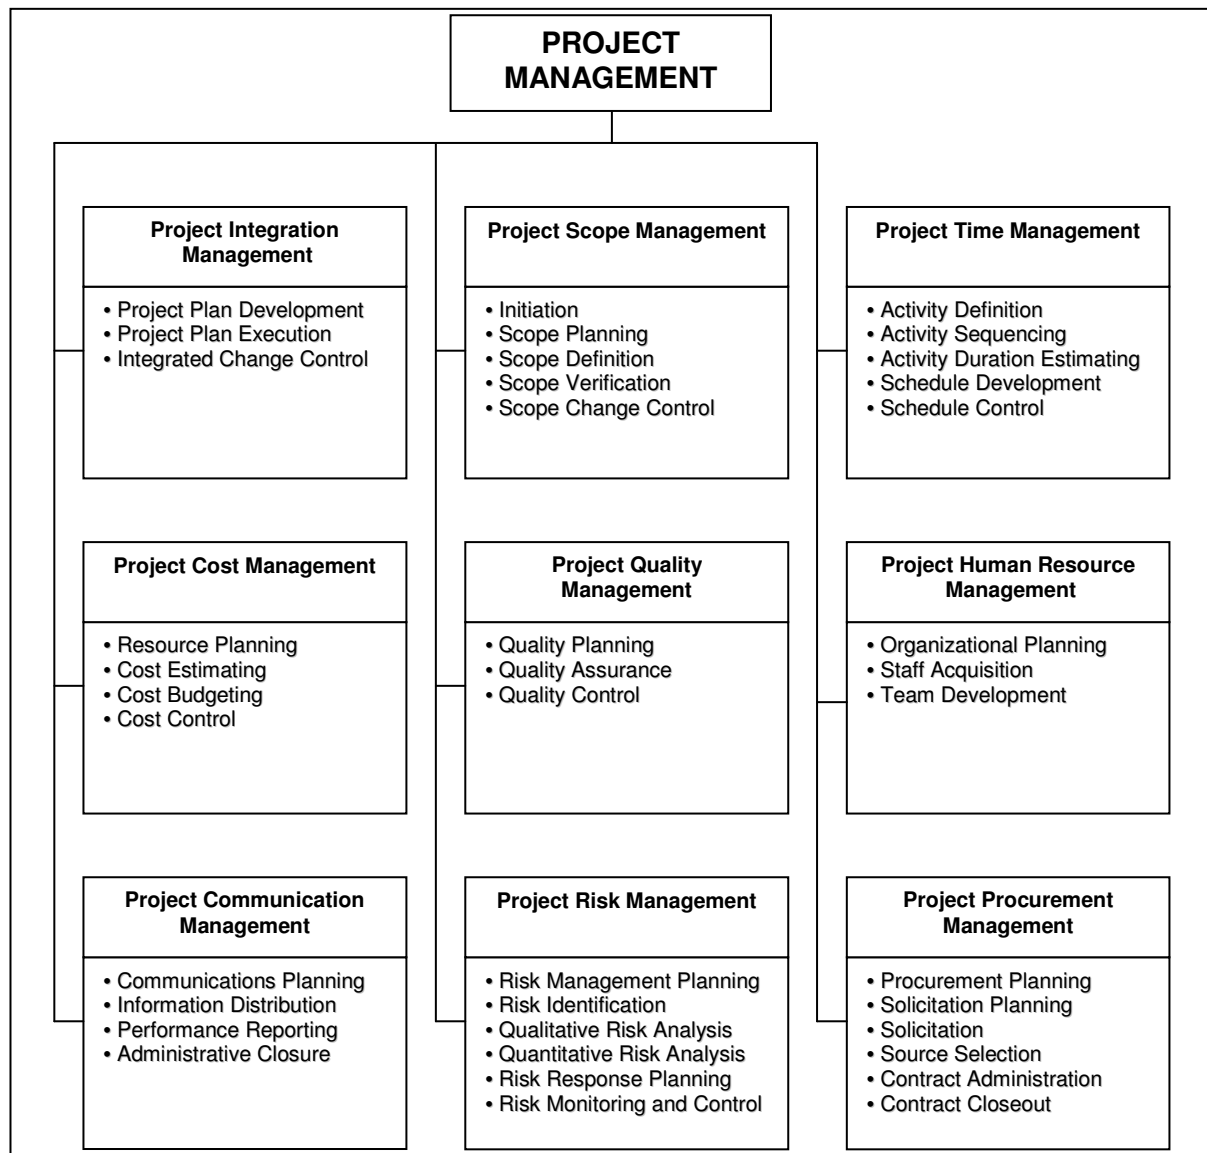 PROJECT
MANAGEMENT
Project Integration
Management
• Project Plan Development
• Project Plan Execution
• Integrated Change Control
Project Scope Management
• Initiation
• Scope Planning
• Scope Definition
• Scope Verification
• Scope Change Control
Project Time Management
• Activity Definition
• Activity Sequencing
• Activity Duration Estimating
• Schedule Development
• Schedule Control
Project Cost Management
• Resource Planning
• Cost Estimating
• Cost Budgeting
• Cost Control
Project Quality
Management
• Quality Planning
• Quality Assurance
• Quality Control
Project Human Resource
Management
• Organizational Planning
• Staff Acquisition
• Team Development
Project Communication
Management
• Communications Planning
• Information Distribution
• Performance Reporting
• Administrative Closure
Project Risk Management
• Risk Management Planning
• Risk Identification
• Qualitative Risk Analysis
• Quantitative Risk Analysis
• Risk Response Planning
• Risk Monitoring and Control
Project Procurement
Management
• Procurement Planning
• Solicitation Planning
• Solicitation
• Source Selection
• Contract Administration
• Contract Closeout